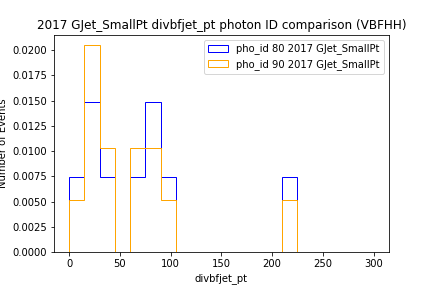 2017 GJet_SmallPt divbfjet_pt photon ID comparison (VBFHH)
pho_id 80 2017 GJet_SmallPt
pho_id 90 2017 GJet_SmallPt
Number of Events
0.0200
0.0175
0.0150
0.0125
0.0100
0.0075
0.0050
0.0025
0.0000
0 50 100 150 200 250 300
divbfjet_pt